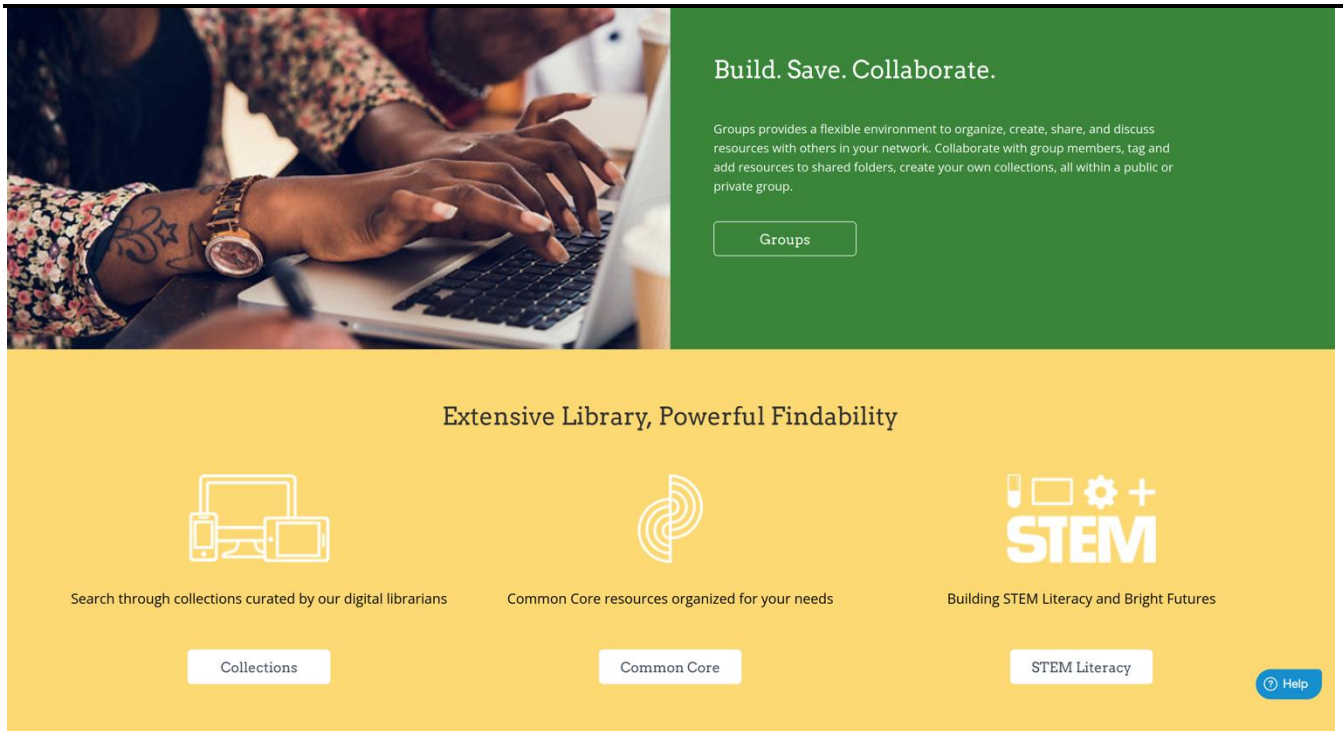 Build. Save. Collaborate.
Groups provides a flexible environment to organize, create, share, and discuss
resources with others in your network. Collaborate with group members, tag and
add resources to shared folders, create your own collections, all within a public or
private group.
Groups
Extensive Library, Powerful Findability
STEM
Search through collections curated by our digital librarians
Common Core resources organized for your needs
Building STEM Literacy and Bright Futures
Collections
Common Core
STEM Literacy
Help